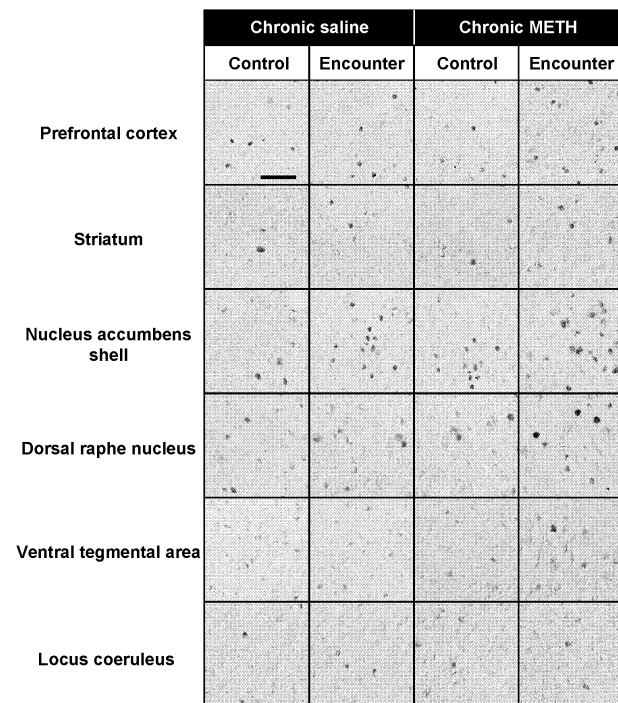 Chronic saline Chronic METH
Control Encounter Control Encounter
Prefrontal cortex
Striatum
Nucleus accumbens
shell
Dorsal raphe nucleus
Ventral tegmental area
Locus coeruleus